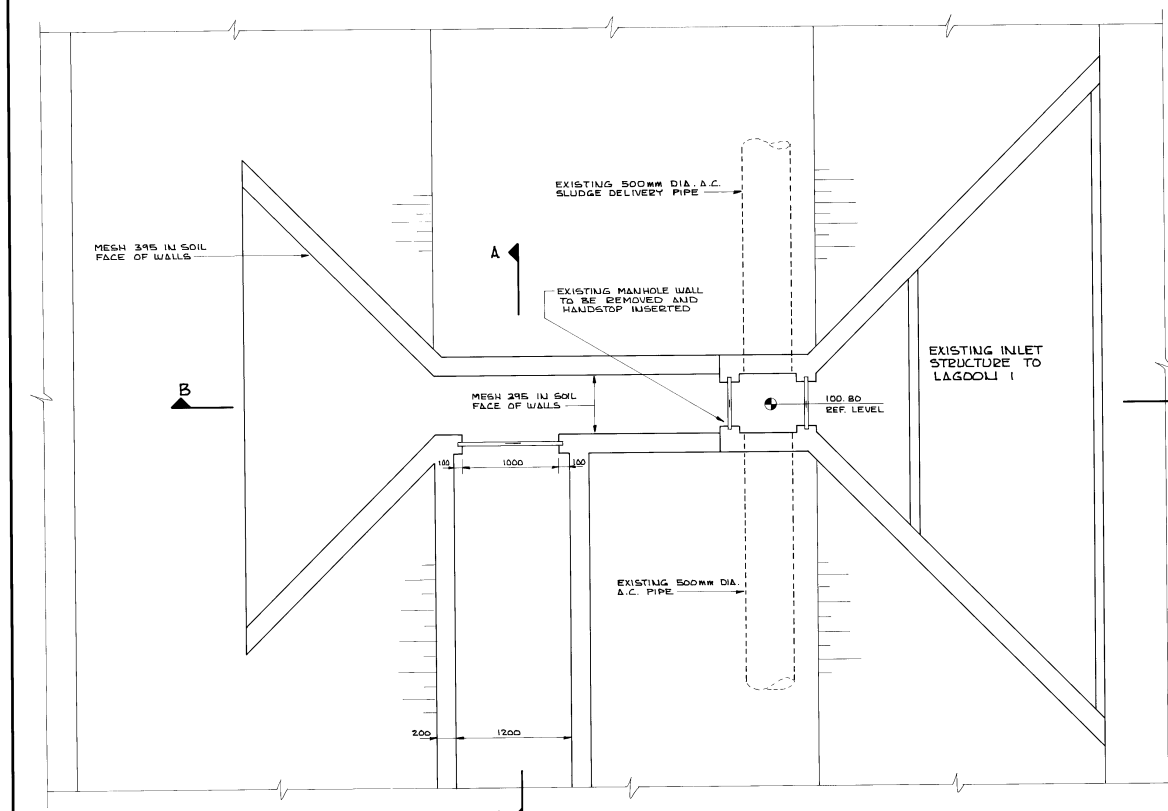 EXISTING 500mm DIA. A.C.
SLUDGE DELIVERY PIPE
MESH 395 IN SOIL
FACE OF WALLS
A
EXISTING MANHOLE WALL
TO BE REMOVED AND
HANDSTOP INSERTED
EXISTING INLET
STRUCTURE TO
LAGOON 1
B
MESH 295 IN SOIL
FACE OF WALLS
100.80
REF. LEVEL
100
1000
100
EXISTING 500mm DIA.
A.C. PIPE
200
1200